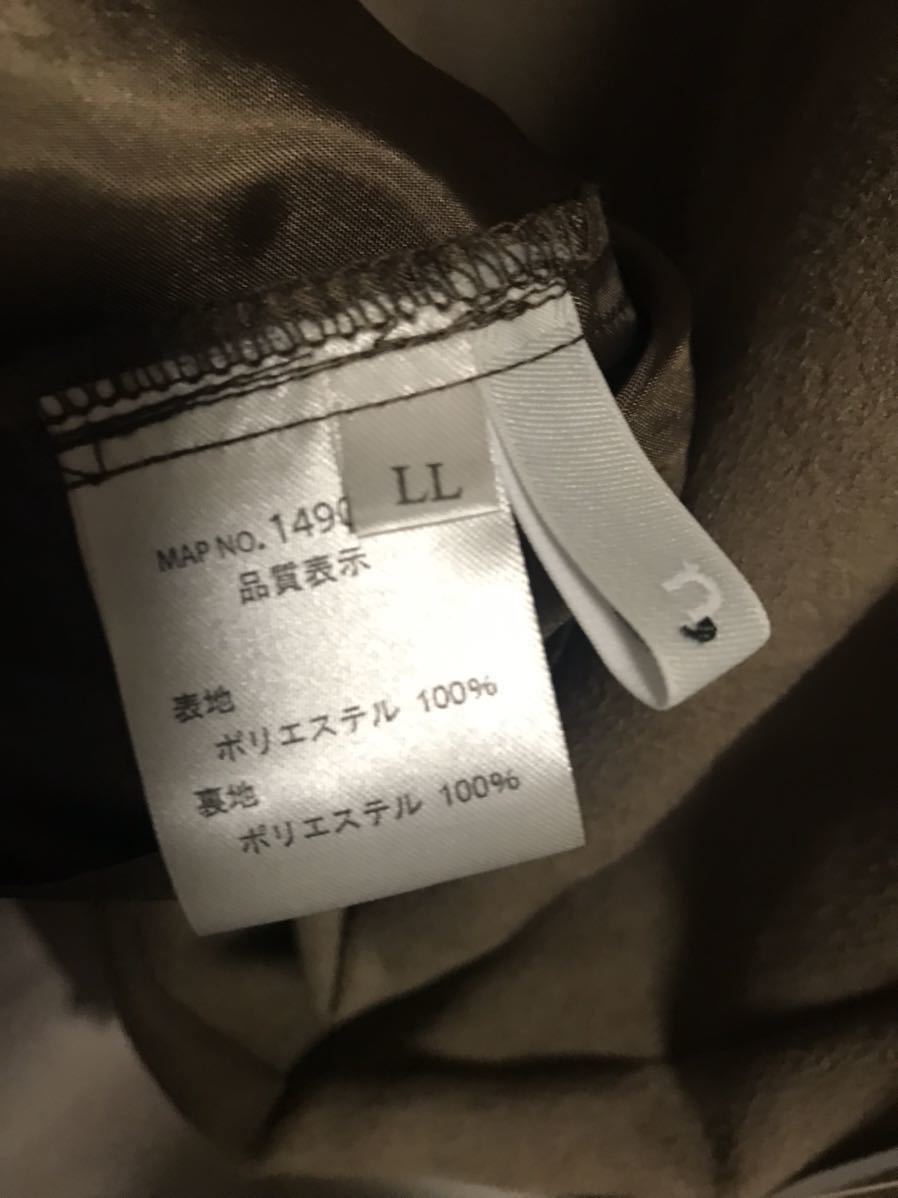 LL
MAP NO. 149
品質表示
表地
ポリエステル 100%
裏地
ポリエステル 100%